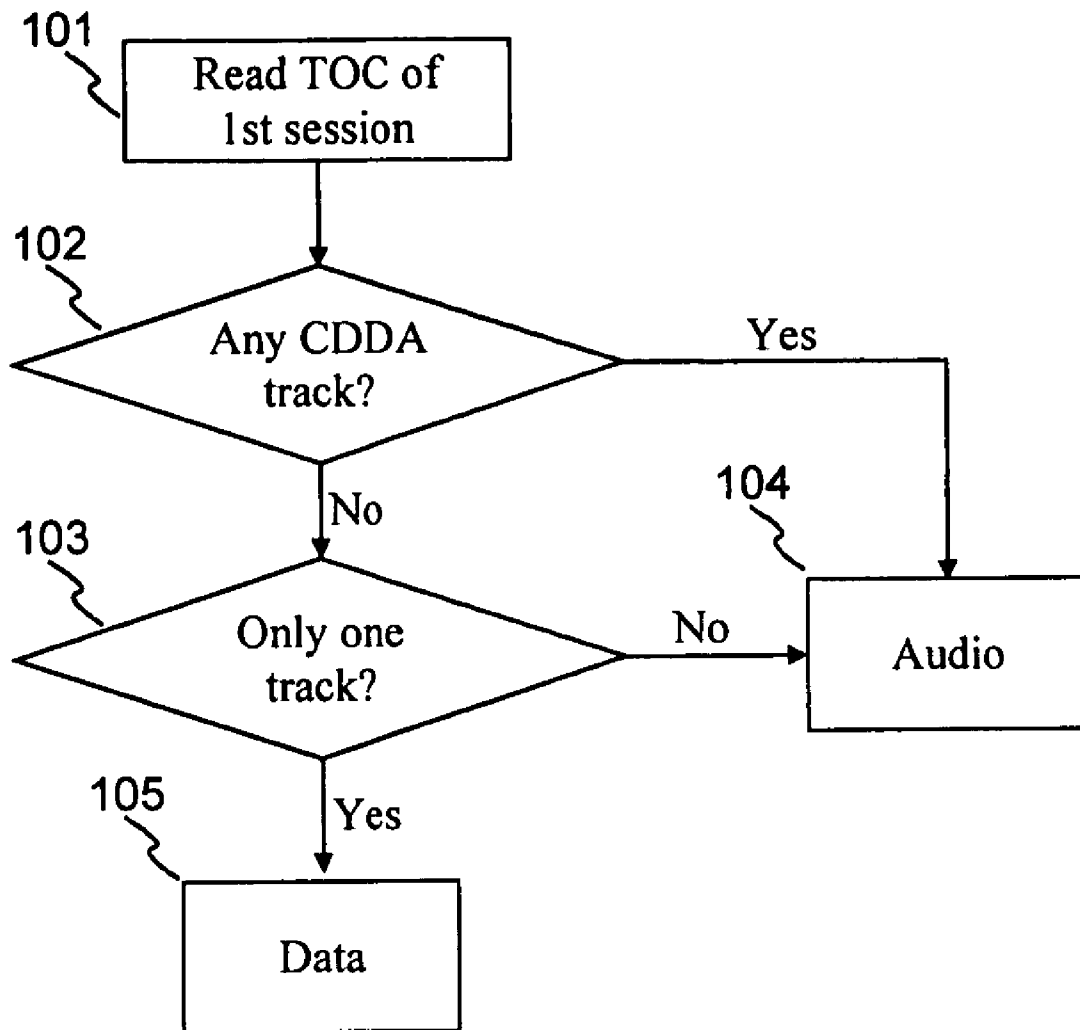 101
Read TOC of
1st session
102
Any CDDA
track?
Yes
No
103
104
Only one
track?
No
Audio
Yes
105
Data